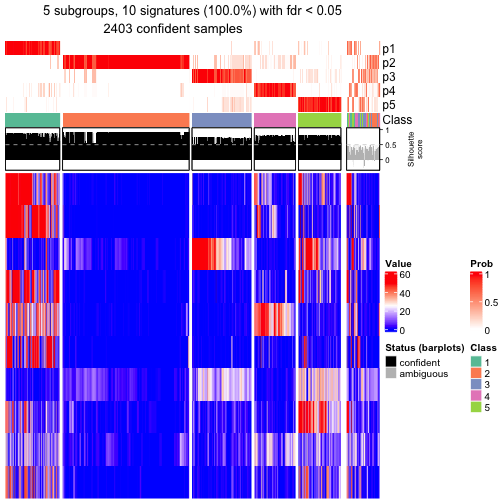 5 subgroups, 10 signatures (100.0%) with fdr < 0.05
2403 confident samples
p1
p2
p3
p4
p5
Class
1
0.5
0
Silhouette
score
Value
60
40
20
0
Prob
1
0.5
0
Status (barplots)
confident
ambiguous
Class
1
2
3
4
5